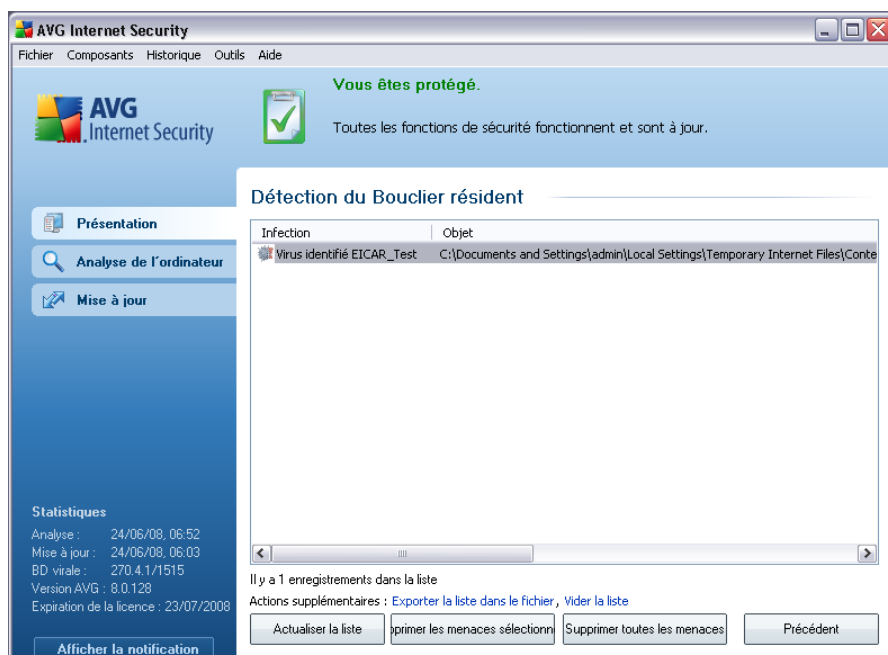 AVG Internet Security
Fichier Composants Historique Outils Aide
AVG
Internet Security
Vous êtes protégé.
Toutes les fonctions de sécurité fonctionnent et sont à jour.
Présentation
Analyse de l'ordinateur
Mise à jour
Détection du Bouclier résident
Infection Objet
Virus identifié EICAR_Test C:\Documents and Settings\admin\Local Settings\Temporary Internet Files\Conte
Statistiques
Analyse : 24/06/08, 06:52
Mise à jour : 24/06/08, 06:03
BD virale : 270.4.1/1515
Version AVG : 8.0.128
Expiration de la licence : 23/07/2008
Afficher la notification
Il y a 1 enregistrements dans la liste
Actions supplémentaires : Exporter la liste dans le fichier, Vider la liste
Actualiser la liste pprimer les menaces sélectionn Supprimer toutes les menaces Précédent